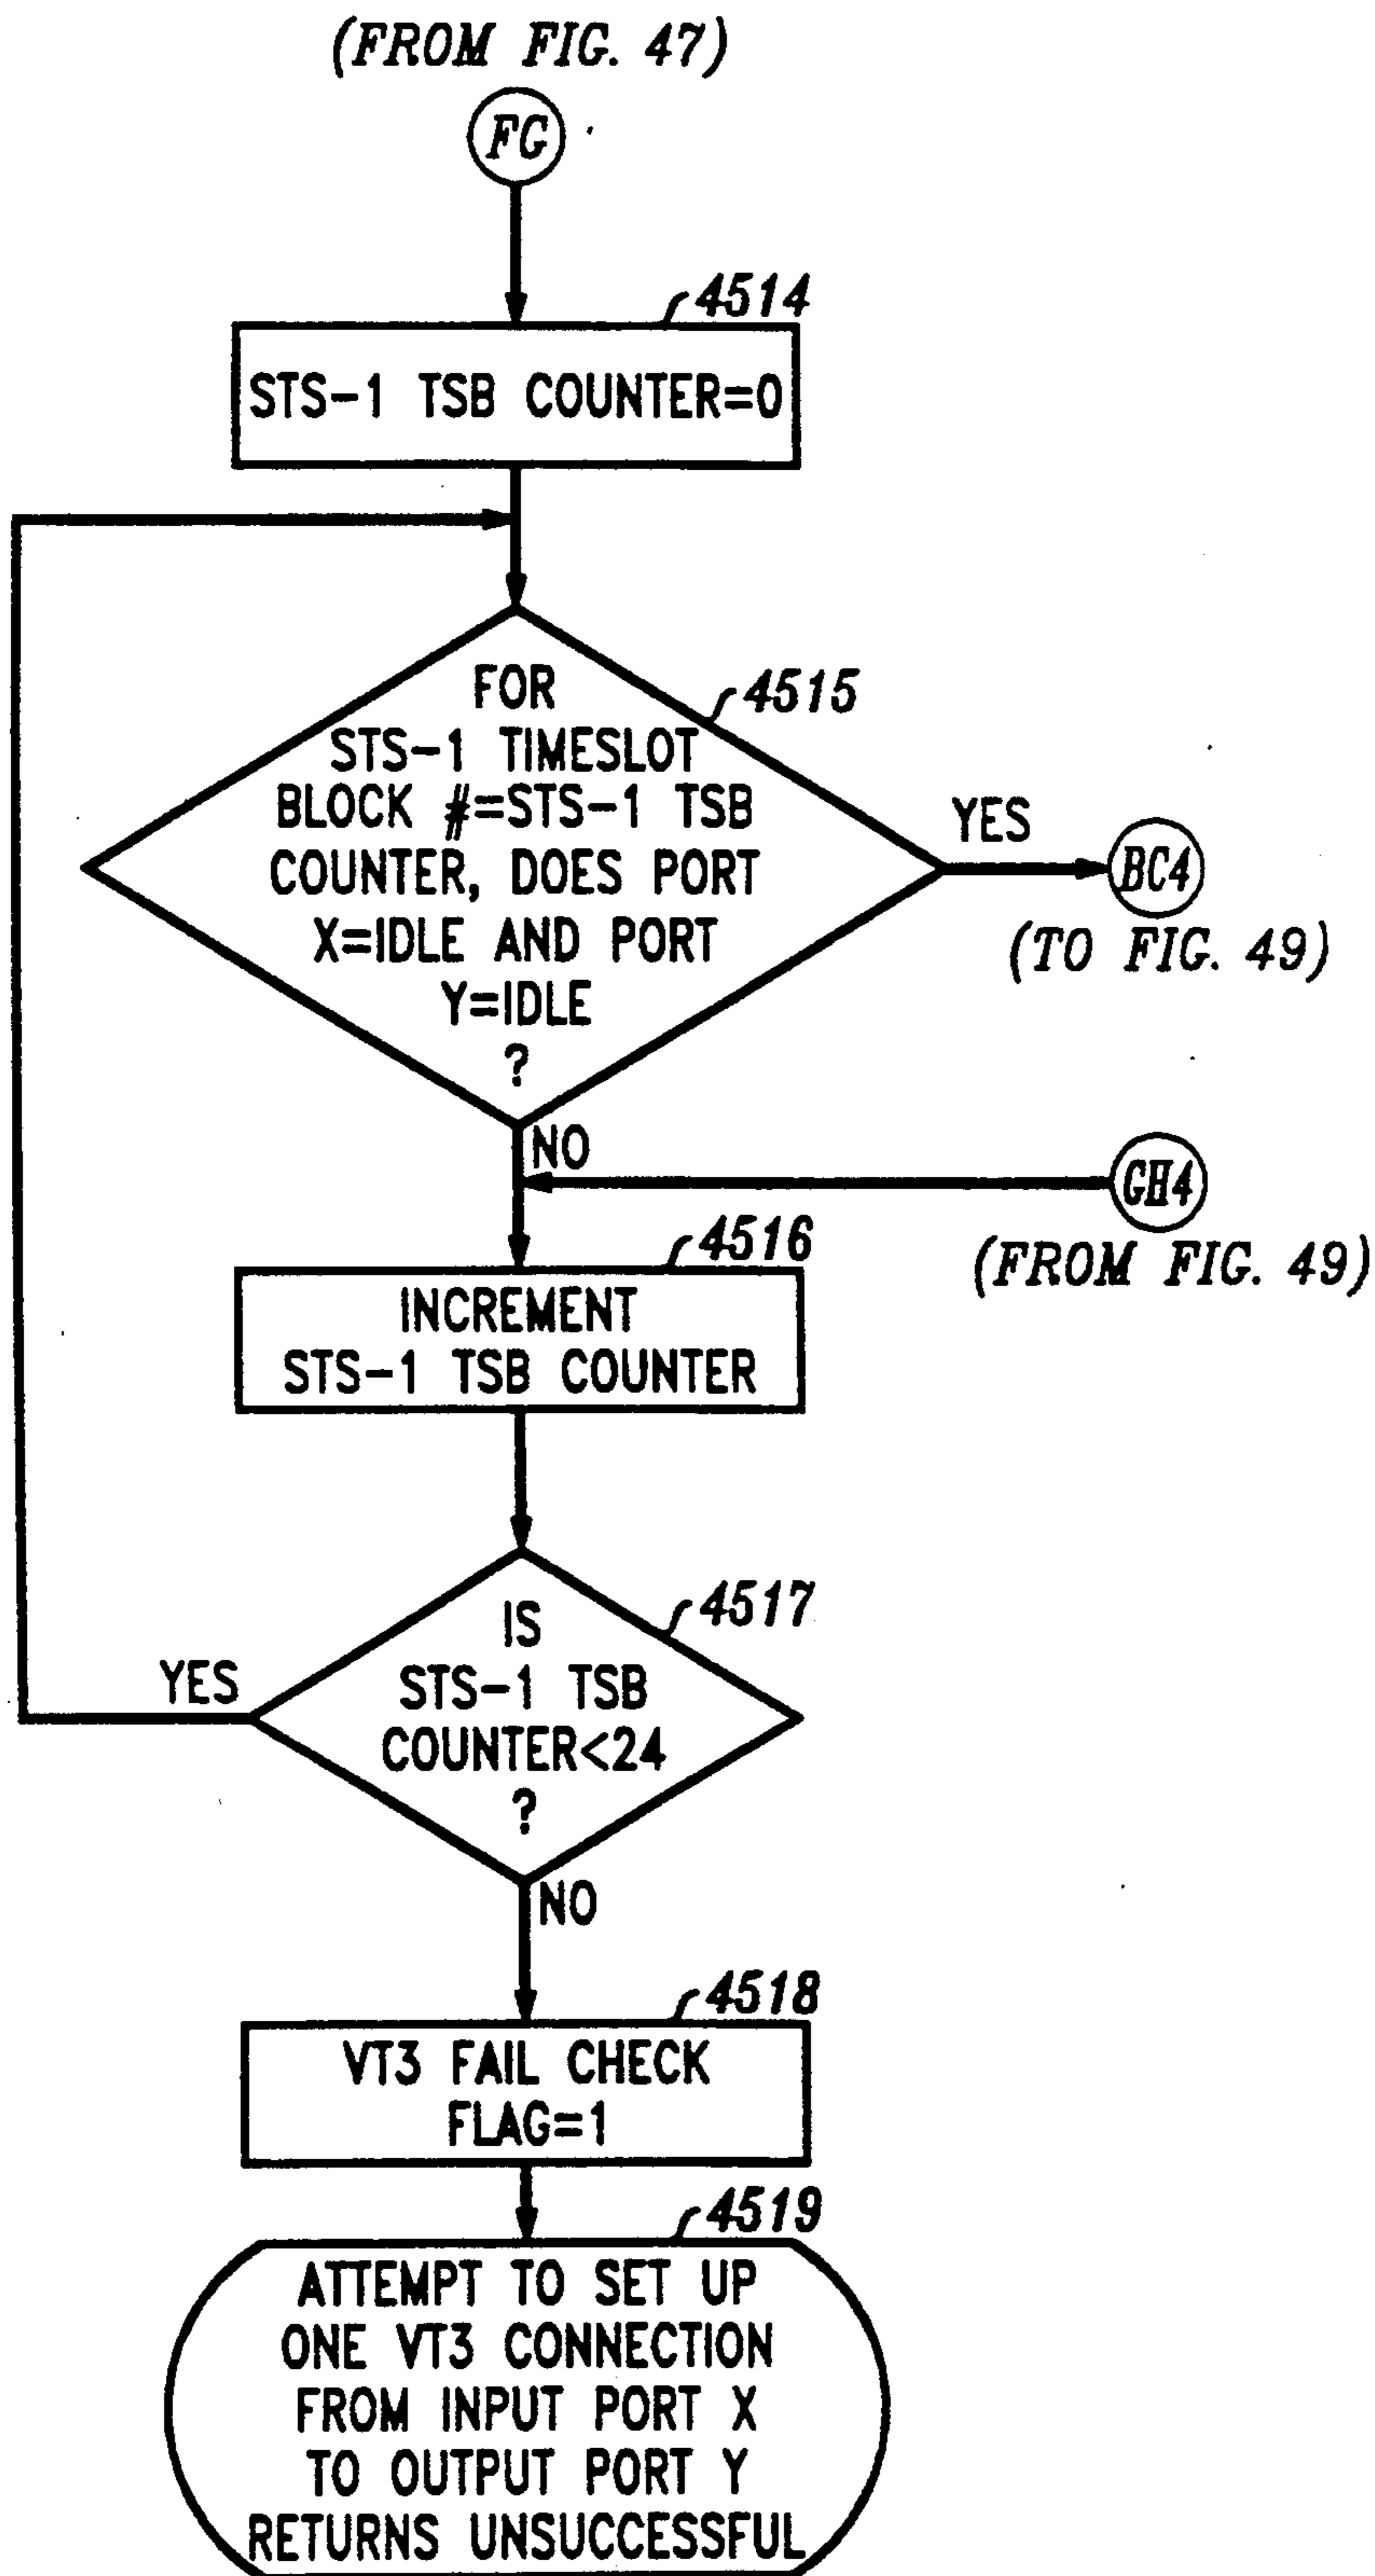 (FROM FIG. 47)
FG
4514
STS-1 TSB COUNTER=0
4515
FOR
STS-1 TIMESLOT
BLOCK #=STS-1 TSB
COUNTER, DOES PORT
X=IDLE AND PORT
Y=IDLE
?
YES
BC4
(TO FIG. 49)
NO
GH4
(FROM FIG. 49)
4516
INCREMENT
STS-1 TSB COUNTER
4517
IS
STS-1 TSB
COUNTER<24
?
YES
NO
4518
VT3 FAIL CHECK
FLAG=1
4519
ATTEMPT TO SET UP
ONE VT3 CONNECTION
FROM INPUT PORT X
TO OUTPUT PORT Y
RETURNS UNSUCCESSFUL